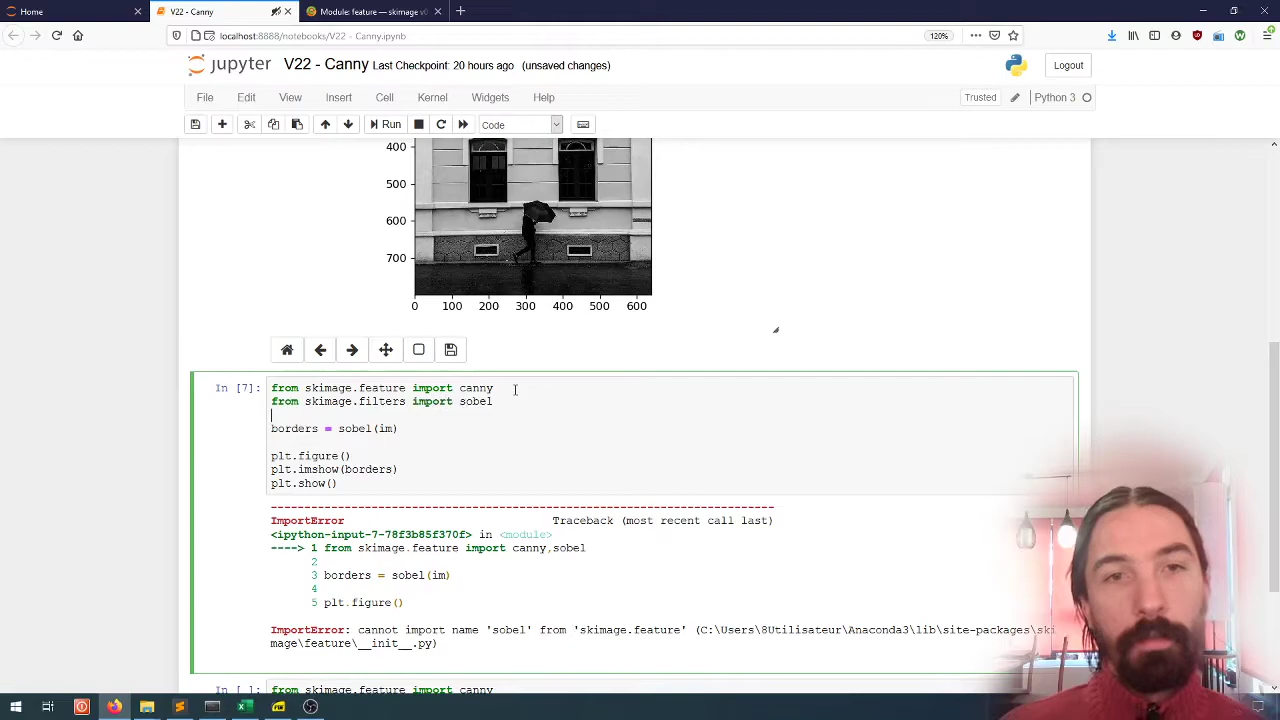 Home
V22 - Canny
Module: feature — skimage v0
localhost:8888/notebooks/V22 - Canny.ipynb
120%
jupyter V22 - Canny Last Checkpoint: 20 hours ago (unsaved changes)
Logout
File Edit View Insert Cell Kernel Widgets Help
Trusted
Python 3
Run
Code
400
500
600
700
0 100 200 300 400 500 600
In [7]:
from skimage.feature import canny
from skimage.filters import sobel
borders = sobel(im)
plt.figure()
plt.imshow(borders)
plt.show()
---------------------------------------------------------------------------
ImportError                               Traceback (most recent call last)
<ipython-input-7-78f3b85f370f> in <module>
----> 1 from skimage.feature import canny,sobel
2
3 borders = sobel(im)
4
5 plt.figure()
ImportError: cannot import name 'sobel' from 'skimage.feature' (C:\Users\8Utilisateur\Anaconda3\lib\site-packages\ski
mage\feature\__init__.py)
In [ ]:
from skimage.feature import canny